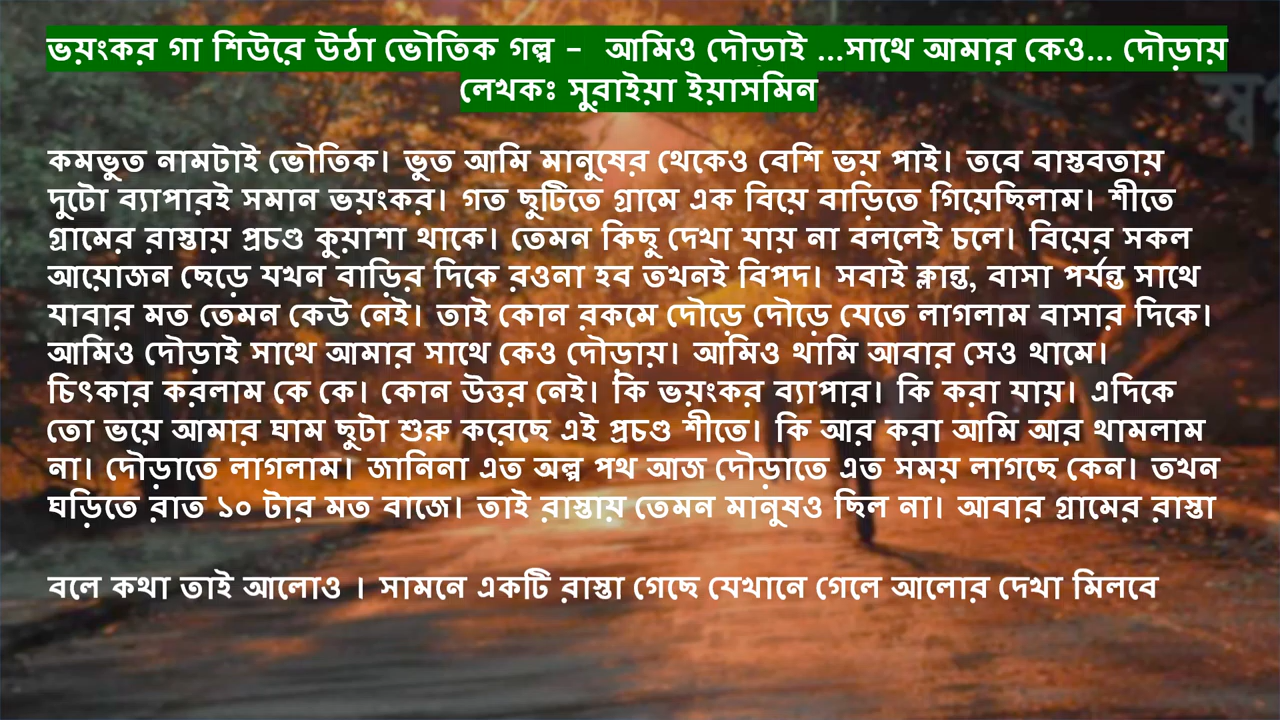 ভয়ংকর গা শিউরে উঠা ভৌতিক গল্প – আমিও দৌড়াই ...সাথে আমার কেও... দৌড়ায়
লেখকঃ সুরাইয়া ইয়াসমিন
কমভুত নামটাই ভৌতিক। ভুত আমি মানুষের থেকেও বেশি ভয় পাই। তবে বাস্তবতায়
দুটো ব্যাপারই সমান ভয়ংকর। গত ছুটিতে গ্রামে এক বিয়ে বাড়িতে গিয়েছিলাম। শীতে
গ্রামের রাস্তায় প্রচণ্ড কুয়াশা থাকে। তেমন কিছু দেখা যায় না বললেই চলে। বিয়ের সকল
আয়োজন ছেড়ে যখন বাড়ির দিকে রওনা হব তখনই বিপদ। সবাই ক্লান্ত, বাসা পর্যন্ত সাথে
যাবার মত তেমন কেউ নেই। তাই কোন রকমে দৌড়ে দৌড়ে যেতে লাগলাম বাসার দিকে।
আমিও দৌড়াই সাথে আমার সাথে কেও দৌড়ায়। আমিও থামি আবার সেও থামে।
চিৎকার করলাম কে কে। কোন উত্তর নেই। কি ভয়ংকর ব্যাপার। কি করা যায়। এদিকে
তো ভয়ে আমার ঘাম ছুটা শুরু করেছে এই প্রচণ্ড শীতে। কি আর করা আমি আর থামলাম
না। দৌড়াতে লাগলাম। জানিনা এত অল্প পথ আজ দৌড়াতে এত সময় লাগছে কেন। তখন
ঘড়িতে রাত ১০ টার মত বাজে। তাই রাস্তায় তেমন মানুষও ছিল না। আবার গ্রামের রাস্তা
বলে কথা তাই আলোও । সামনে একটি রাস্তা গেছে যেখানে গেলে আলোর দেখা মিলবে